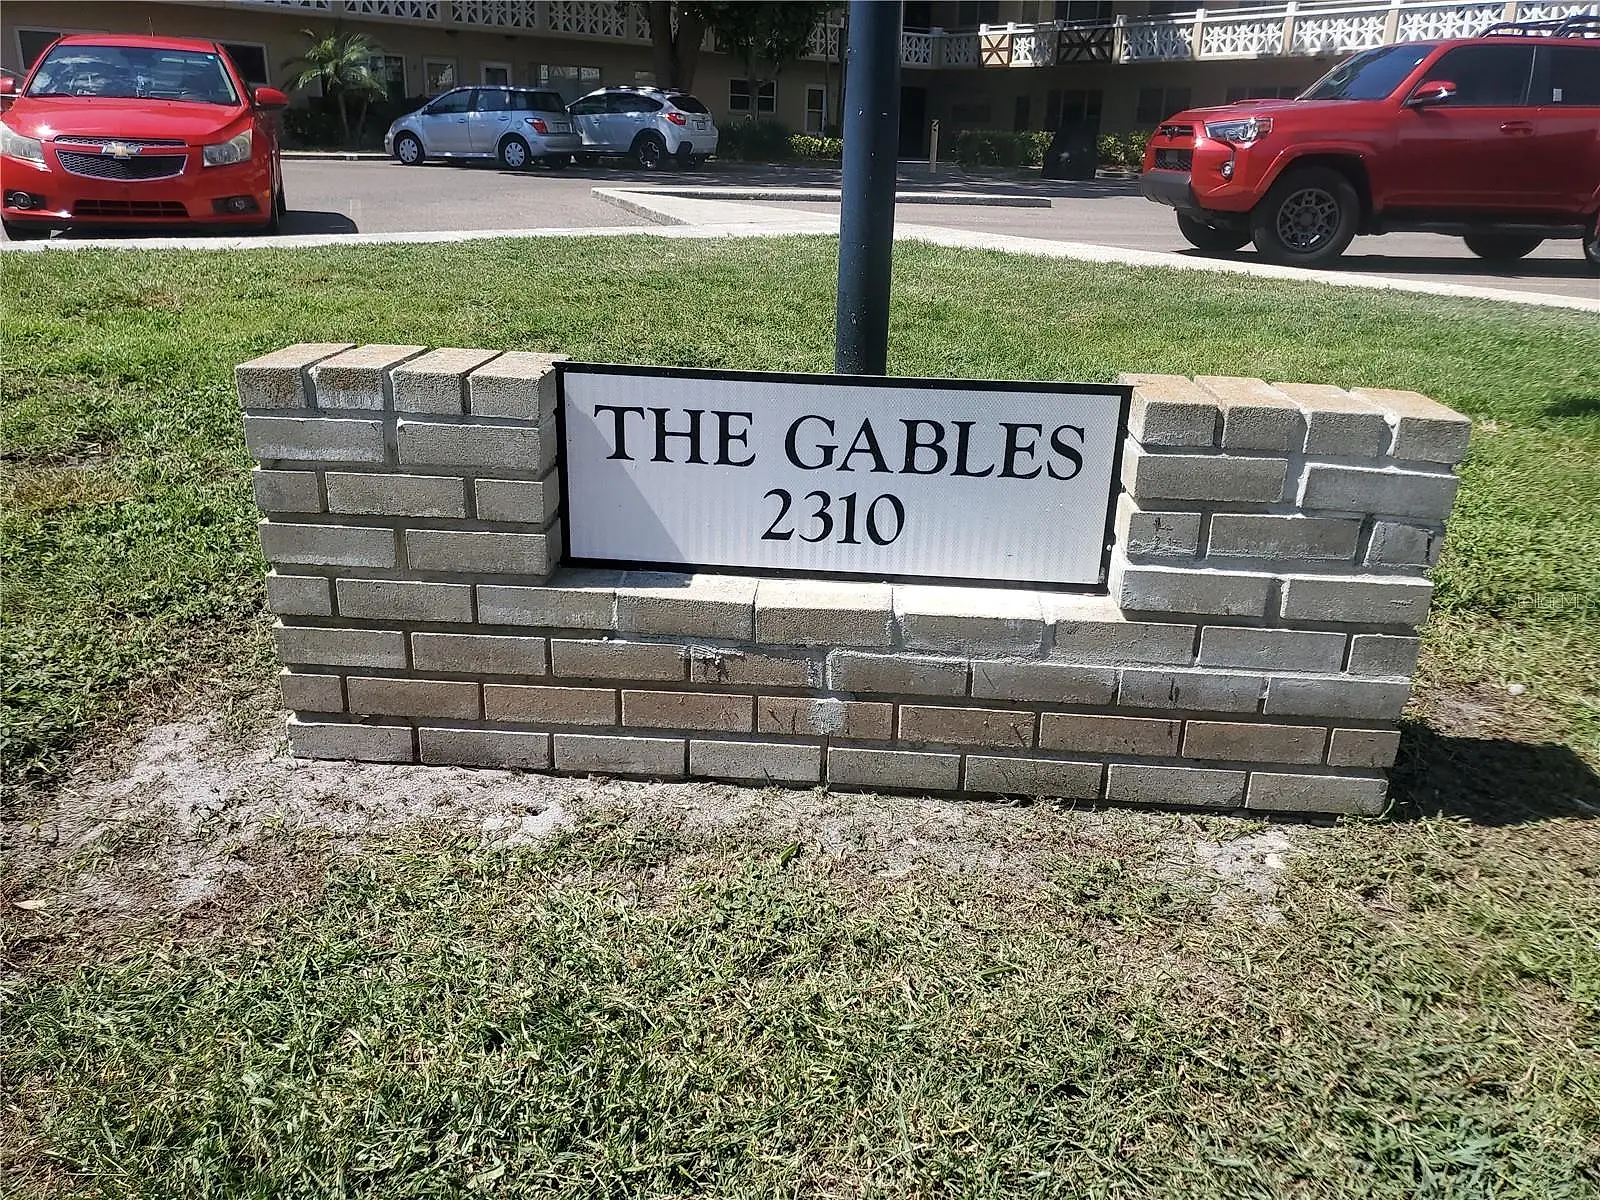 THE GABLES
2310